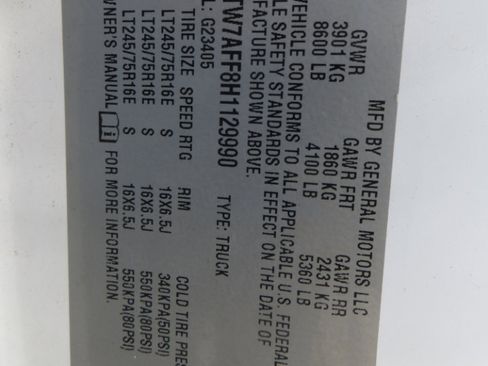 MFD BY GENERAL MOTORS LLC
GVWR GAWR FRT GAWR RR
3901 KG 1860 KG 2431 KG
8600 LB 4100 LB 5360 LB
VEHICLE CONFORMS TO ALL APPLICABLE U.S. FEDERAL
LE SAFETY STANDARDS IN EFFECT ON THE DATE OF
FACTURE SHOWN ABOVE.
TW7AFF8H1129990 TYPE: TRUCK
L: G23405
TIRE SIZE SPEED RTG RIM COLD TIRE PRE
LT245/75R16E S 16X6.5J 340KPA(50PSI)
LT245/75R16E S 16X6.5J 550KPA(80PSI)
LT245/75R16E S 16X6.5J 550KPA(80PSI)
WNER'S MANUAL FOR MORE INFORMATION.